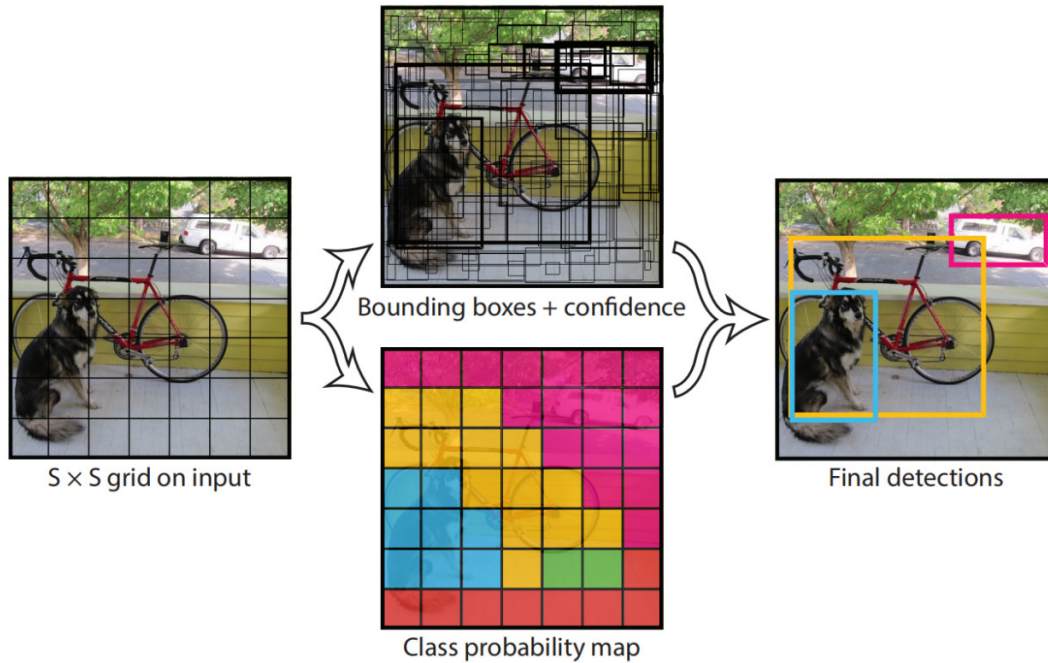 Bounding boxes + confidence
S × S grid on input
Final detections
Class probability map